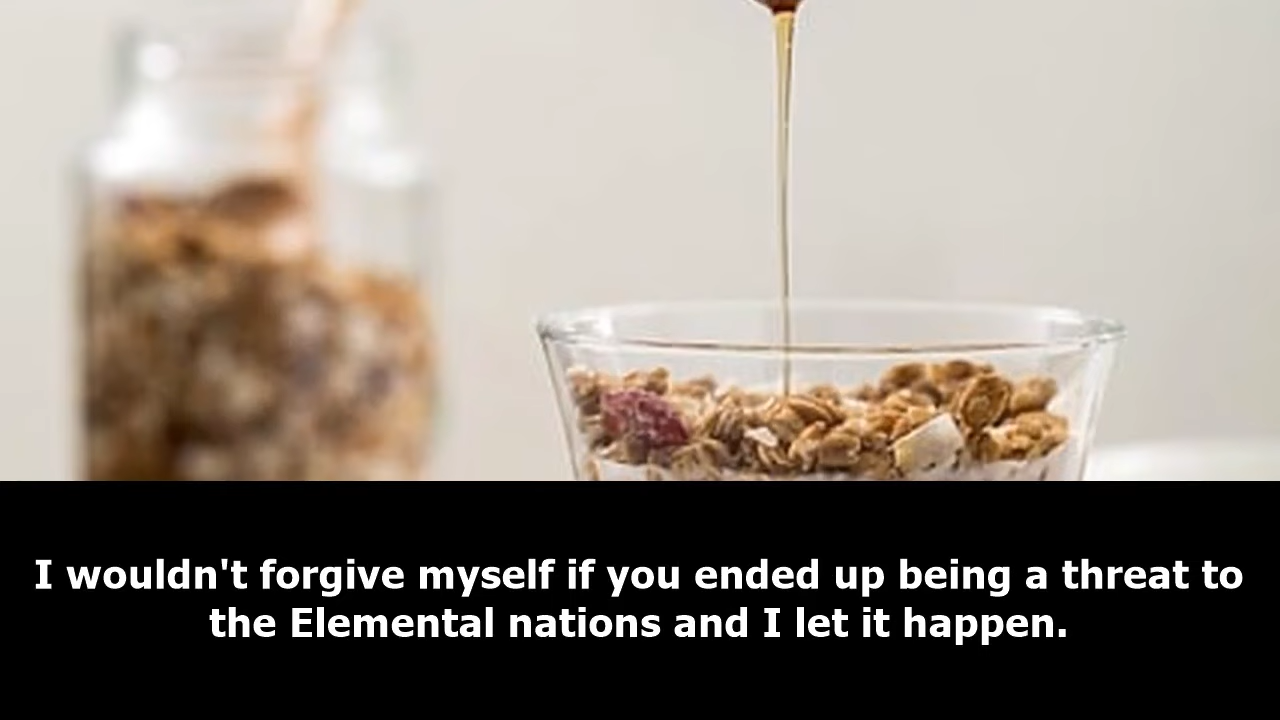 I wouldn't forgive myself if you ended up being a threat to
the Elemental nations and I let it happen.